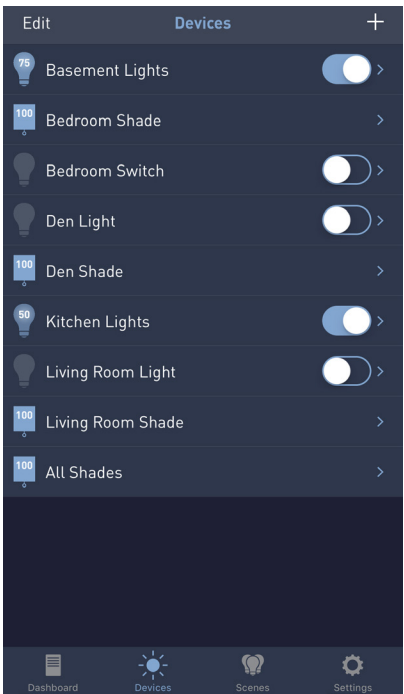 Edit Devices +
75 Basement Lights
100 Bedroom Shade
Bedroom Switch
Den Light
100 Den Shade
50 Kitchen Lights
Living Room Light
100 Living Room Shade
100 All Shades
Dashboard Devices Scenes Settings